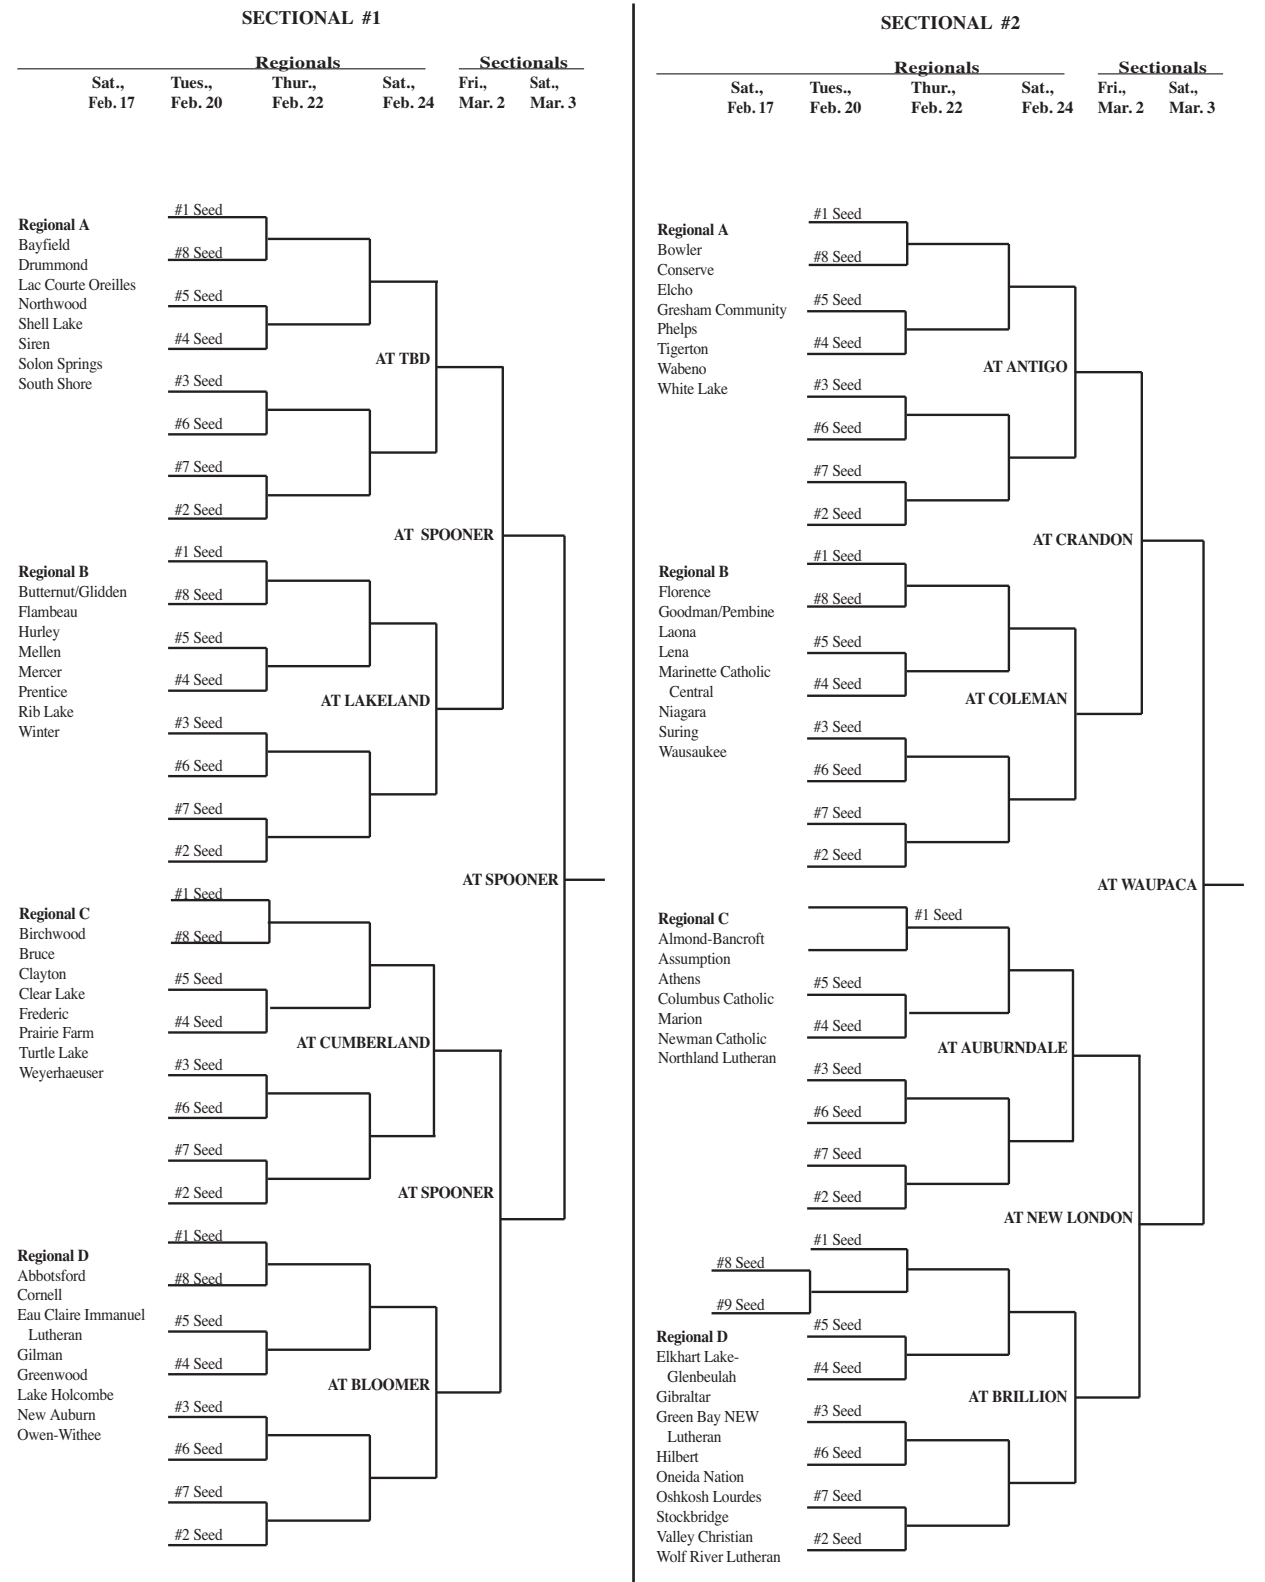 SECTIONAL #1
Regionals
Sectionals
Sat., Feb. 17
Tues., Feb. 20
Thur., Feb. 22
Sat., Feb. 24
Fri., Mar. 2
Sat., Mar. 3
Regional A
Bayfield
Drummond
Lac Courte Oreilles
Northwood
Shell Lake
Siren
Solon Springs
South Shore
#1 Seed
#8 Seed
#5 Seed
#4 Seed
#3 Seed
#6 Seed
#7 Seed
#2 Seed
AT TBD
AT SPOONER
Regional B
Butternut/Glidden
Flambeau
Hurley
Mellen
Mercer
Prentice
Rib Lake
Winter
#1 Seed
#8 Seed
#5 Seed
#4 Seed
#3 Seed
#6 Seed
#7 Seed
#2 Seed
AT LAKELAND
AT SPOONER
Regional C
Birchwood
Bruce
Clayton
Clear Lake
Frederic
Prairie Farm
Turtle Lake
Weyerhaeuser
#1 Seed
#8 Seed
#5 Seed
#4 Seed
#3 Seed
#6 Seed
#7 Seed
#2 Seed
AT CUMBERLAND
AT SPOONER
Regional D
Abbotsford
Cornell
Eau Claire Immanuel
Lutheran
Gilman
Greenwood
Lake Holcombe
New Auburn
Owen-Withee
#1 Seed
#8 Seed
#5 Seed
#4 Seed
#3 Seed
#6 Seed
#7 Seed
#2 Seed
AT BLOOMER
SECTIONAL #2
Regionals
Sectionals
Sat., Feb. 17
Tues., Feb. 20
Thur., Feb. 22
Sat., Feb. 24
Fri., Mar. 2
Sat., Mar. 3
Regional A
Bowler
Conserve
Elcho
Gresham Community
Phelps
Tigerton
Wabeno
White Lake
#1 Seed
#8 Seed
#5 Seed
#4 Seed
#3 Seed
#6 Seed
#7 Seed
#2 Seed
AT ANTIGO
AT CRANDON
Regional B
Florence
Goodman/Pembine
Laona
Lena
Marinette Catholic
Central
Niagara
Suring
Wausaukee
#1 Seed
#8 Seed
#5 Seed
#4 Seed
#3 Seed
#6 Seed
#7 Seed
#2 Seed
AT COLEMAN
AT WAUPACA
Regional C
Almond-Bancroft
Assumption
Athens
Columbus Catholic
Marion
Newman Catholic
Northland Lutheran
#1 Seed
#5 Seed
#4 Seed
#3 Seed
#6 Seed
#7 Seed
#2 Seed
AT AUBURNDALE
AT NEW LONDON
#1 Seed
#8 Seed
#9 Seed
Regional D
Elkhart Lake-
Glenbeulah
Gibraltar
Green Bay NEW
Lutheran
Hilbert
Oneida Nation
Oshkosh Lourdes
Stockbridge
Valley Christian
Wolf River Lutheran
#5 Seed
#4 Seed
#3 Seed
#6 Seed
#7 Seed
#2 Seed
AT BRILLION